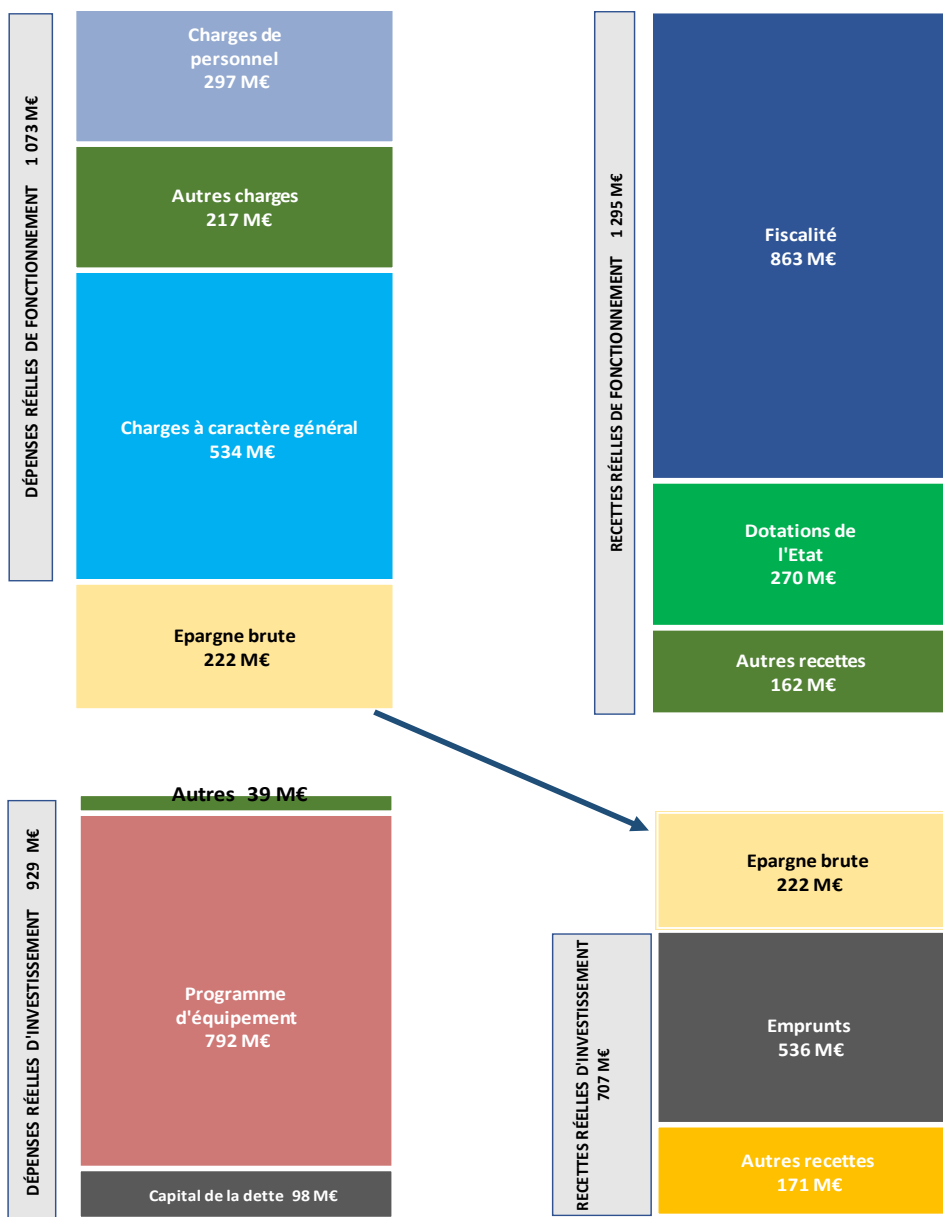 DÉPENSES RÉELLES DE FONCTIONNEMENT 1 073 M€
Charges de
personnel
297 M€
Autres charges
217 M€
Charges à caractère général
534 M€
Epargne brute
222 M€
RECETTES RÉELLES DE FONCTIONNEMENT 1 295 M€
Fiscalité
863 M€
Dotations de
l'Etat
270 M€
Autres recettes
162 M€
DÉPENSES RÉELLES D'INVESTISSEMENT 929 M€
Autres 39 M€
Programme
d'équipement
792 M€
Capital de la dette 98 M€
Epargne brute
222 M€
RECETTES RÉELLES D'INVESTISSEMENT
707 M€
Emprunts
536 M€
Autres recettes
171 M€